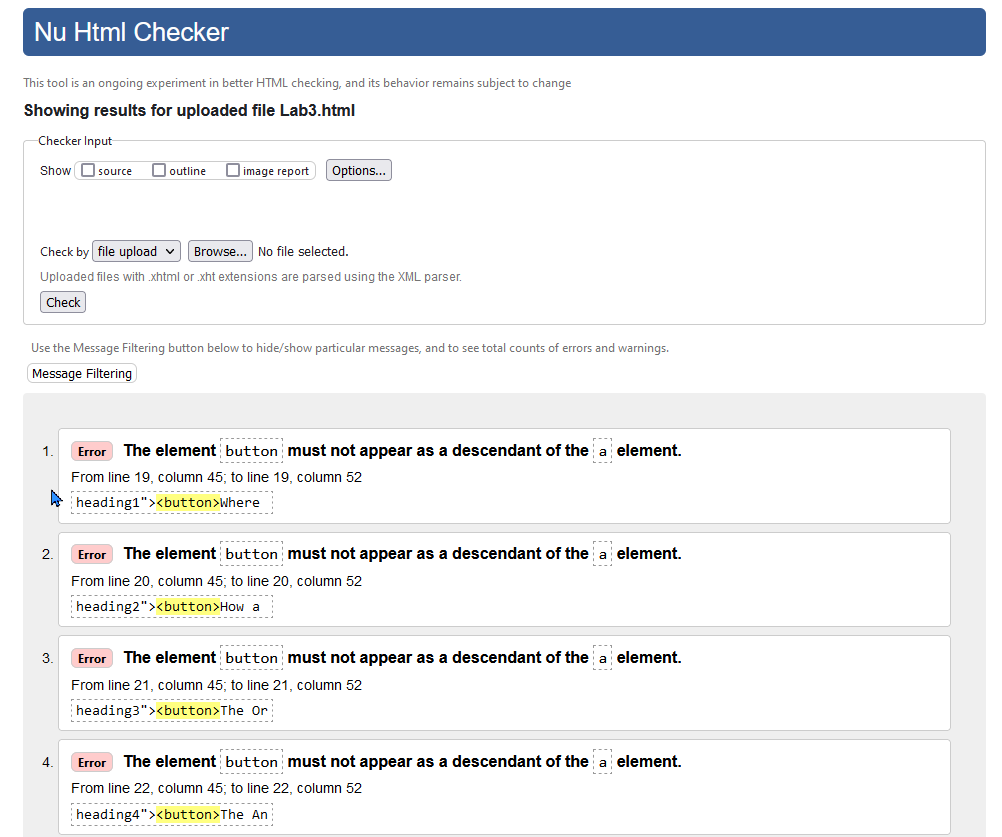 Nu Html Checker
This tool is an ongoing experiment in better HTML checking, and its behavior remains subject to change
Showing results for uploaded file Lab3.html
Checker Input
Show source outline image report Options...
Check by file upload Browse... No file selected.
Uploaded files with .xhtml or .xht extensions are parsed using the XML parser.
Check
Use the Message Filtering button below to hide/show particular messages, and to see total counts of errors and warnings.
Message Filtering
1. Error The element button must not appear as a descendant of the a element.
From line 19, column 45; to line 19, column 52
heading1"><button>Where
2. Error The element button must not appear as a descendant of the a element.
From line 20, column 45; to line 20, column 52
heading2"><button>How a
3. Error The element button must not appear as a descendant of the a element.
From line 21, column 45; to line 21, column 52
heading3"><button>The Or
4. Error The element button must not appear as a descendant of the a element.
From line 22, column 45; to line 22, column 52
heading4"><button>The An